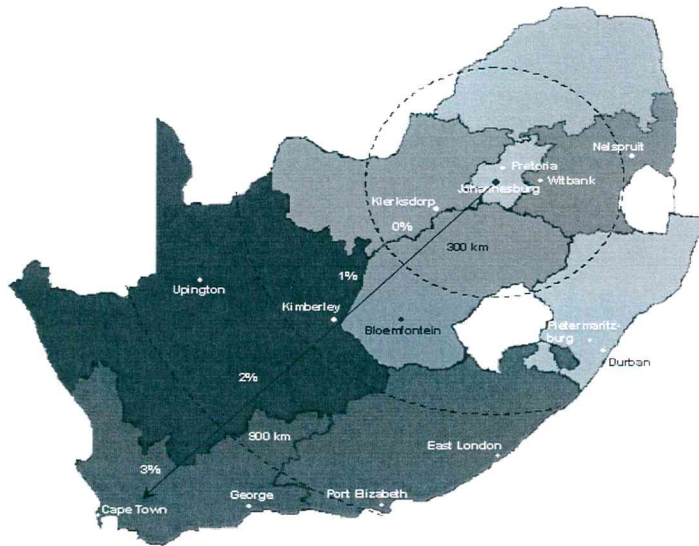 Nelspruit
Pretoria
Johannesburg
Witbank
Klerksdorp
0%
300 km
1%
Upington
Kimberley
Bloemfontein
Pietermaritz-
burg
Durban
2%
900 km
East London
3%
George
Port Elizabeth
Cape Town